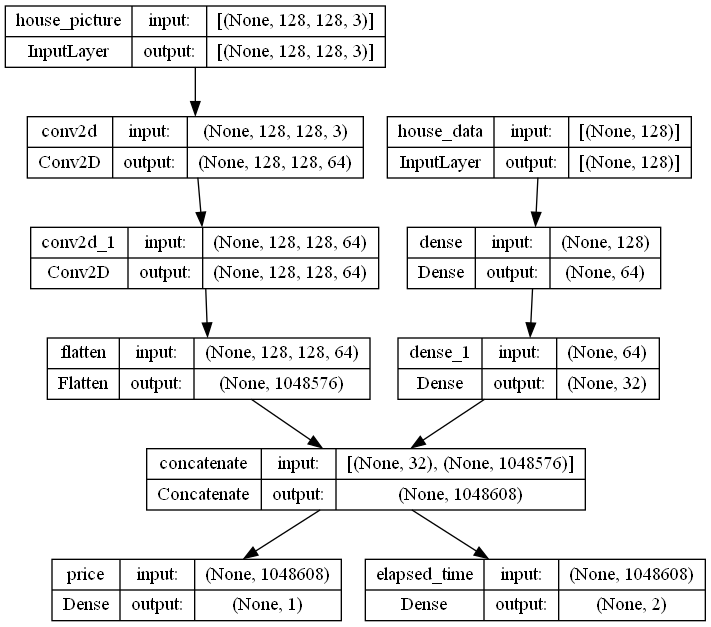 house_picture input: [(None, 128, 128, 3)]
InputLayer output: [(None, 128, 128, 3)]
conv2d input: (None, 128, 128, 3)
Conv2D output: (None, 128, 128, 64)
house_data input: [(None, 128)]
InputLayer output: [(None, 128)]
conv2d_1 input: (None, 128, 128, 64)
Conv2D output: (None, 128, 128, 64)
dense input: (None, 128)
Dense output: (None, 64)
flatten input: (None, 128, 128, 64)
Flatten output: (None, 1048576)
dense_1 input: (None, 64)
Dense output: (None, 32)
concatenate input: [(None, 32), (None, 1048576)]
Concatenate output: (None, 1048608)
price input: (None, 1048608)
Dense output: (None, 1)
elapsed_time input: (None, 1048608)
Dense output: (None, 2)